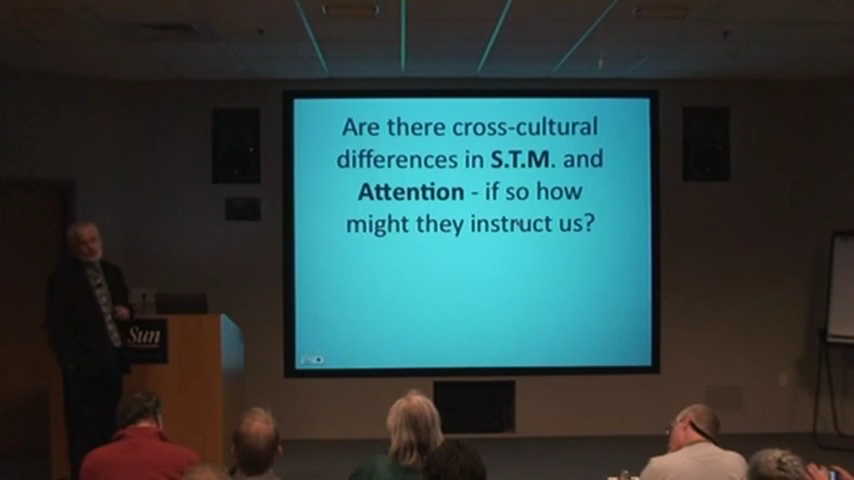 Are there cross-cultural
differences in S.T.M. and
Attention - if so how
might they instruct us?
Sun